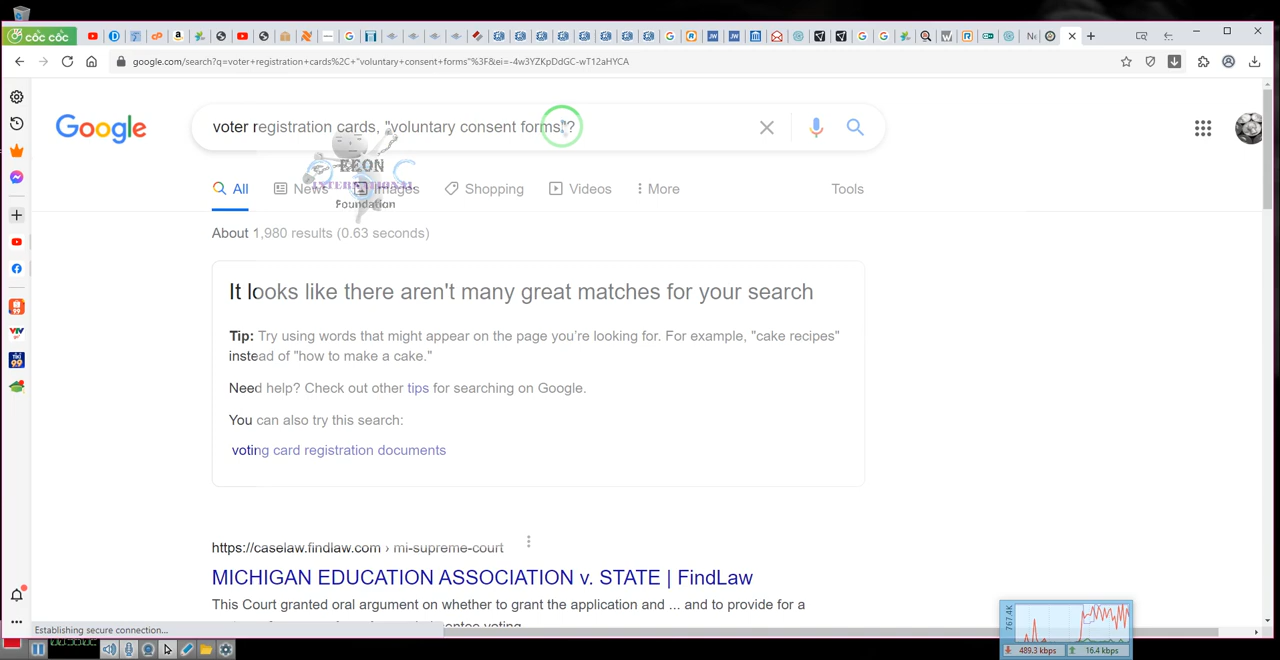 cốc cốc
google.com/search?q=voter+registration+cards%2C+"voluntary+consent+forms"%3F&ei=-4w3YZKpDdGC-wT12aHYCA
Google
voter registration cards, "voluntary consent forms"?
EEON
INTERNATIONAL
Foundation
All
News
Images
Shopping
Videos
More
Tools
About 1,980 results (0.63 seconds)
It looks like there aren't many great matches for your search
Tip: Try using words that might appear on the page you're looking for. For example, "cake recipes"
instead of "how to make a cake."
Need help? Check out other tips for searching on Google.
You can also try this search:
voting card registration documents
https://caselaw.findlaw.com › mi-supreme-court
MICHIGAN EDUCATION ASSOCIATION v. STATE | FindLaw
This Court granted oral argument on whether to grant the application and ... and to provide for a
Establishing secure connection...
767.4K
489.3 kbps
16.4 kbps